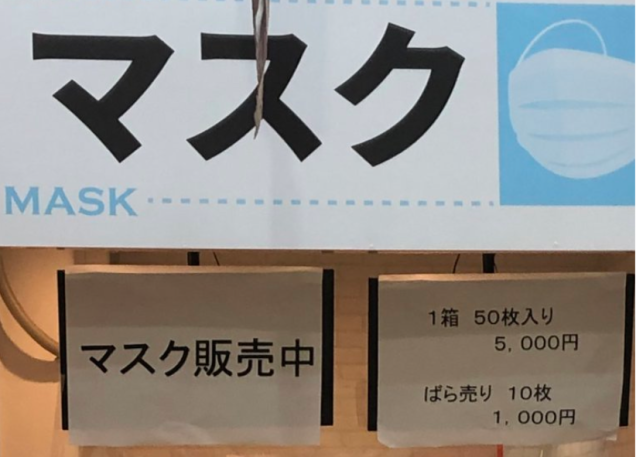 マスク
MASK
マスク販売中
1箱 50枚入り
5,000円
ばら売り 10枚
1,000円